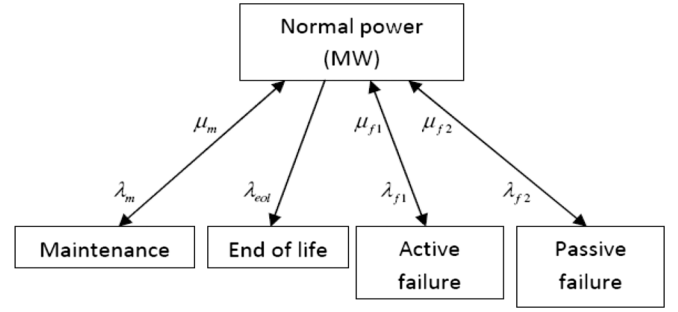 Normal power
(MW)
μm
μf1
μf2
λm
λeol
λf1
λf2
Maintenance
End of life
Active
failure
Passive
failure